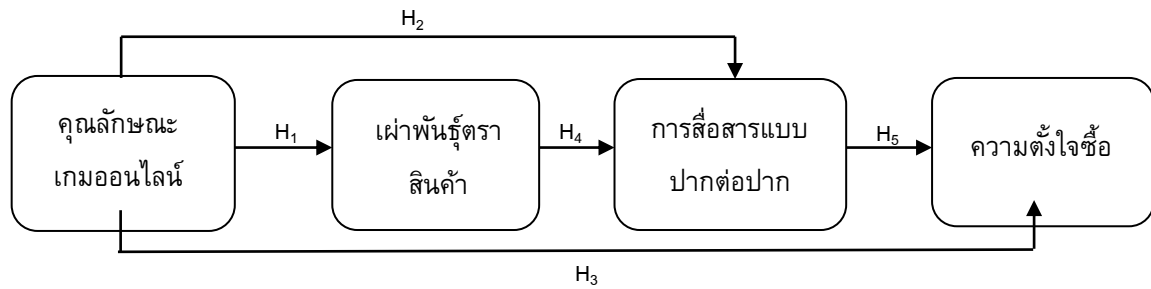 H₂
คุณลักษณะ
เกมออนไลน์
H₁
เผ่าพันธุ์ตรา
สินค้า
H₄
การสื่อสารแบบ
ปากต่อปาก
H₅
ความตั้งใจซื้อ
H₃